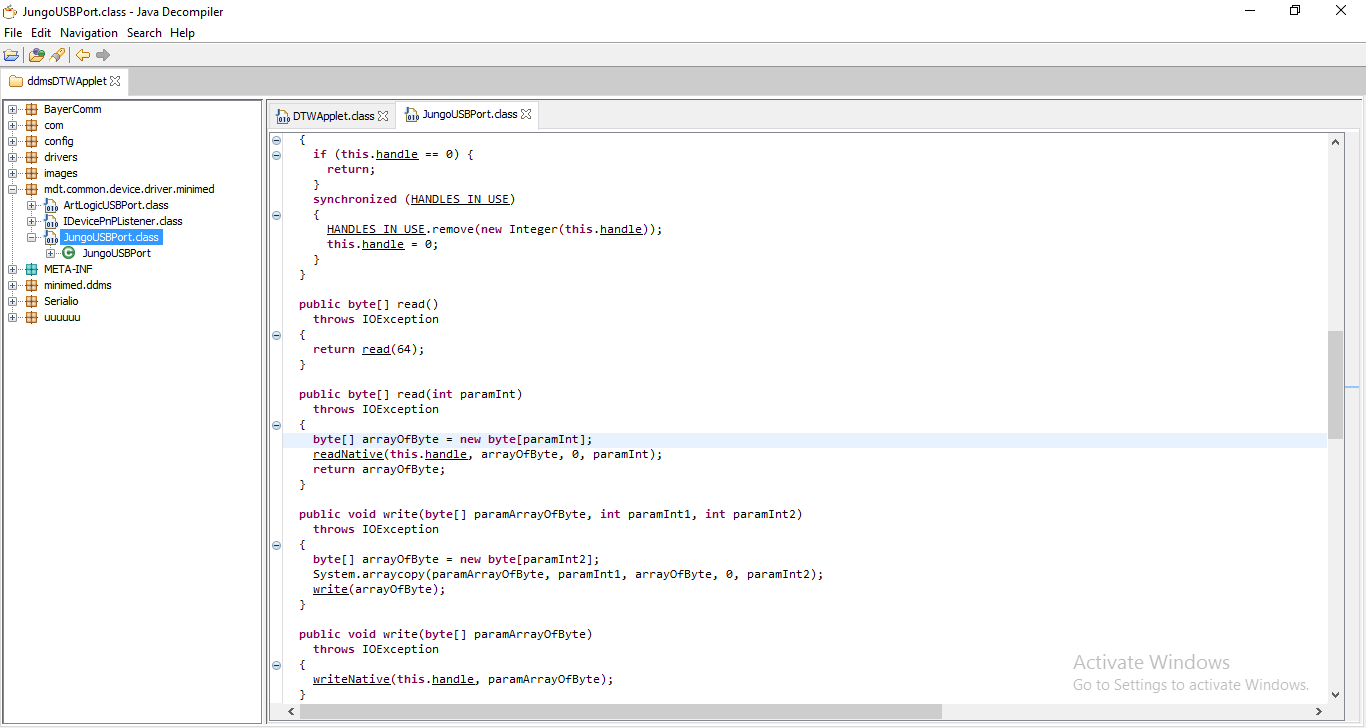 JungoUSBPort.class - Java Decompiler
File Edit Navigation Search Help
ddmsDTWApplet
BayerComm
com
config
drivers
images
mdt.common.device.driver.minimed
ArtLogicUSBPort.class
IDevicePnPListener.class
JungoUSBPort.class
JungoUSBPort
META-INF
minimed.ddms
Serialio
uuuuuu
DTWApplet.class JungoUSBPort.class
{
if (this.handle == 0) {
return;
}
synchronized (HANDLES_IN_USE)
{
HANDLES_IN_USE.remove(new Integer(this.handle));
this.handle = 0;
}
}
public byte[] read()
throws IOException
{
return read(64);
}
public byte[] read(int paramInt)
throws IOException
{
byte[] arrayOfByte = new byte[paramInt];
readNative(this.handle, arrayOfByte, 0, paramInt);
return arrayOfByte;
}
public void write(byte[] paramArrayOfByte, int paramInt1, int paramInt2)
throws IOException
{
byte[] arrayOfByte = new byte[paramInt2];
System.arraycopy(paramArrayOfByte, paramInt1, arrayOfByte, 0, paramInt2);
write(arrayOfByte);
}
public void write(byte[] paramArrayOfByte)
throws IOException
{
writeNative(this.handle, paramArrayOfByte);
}
Activate Windows
Go to Settings to activate Windows.